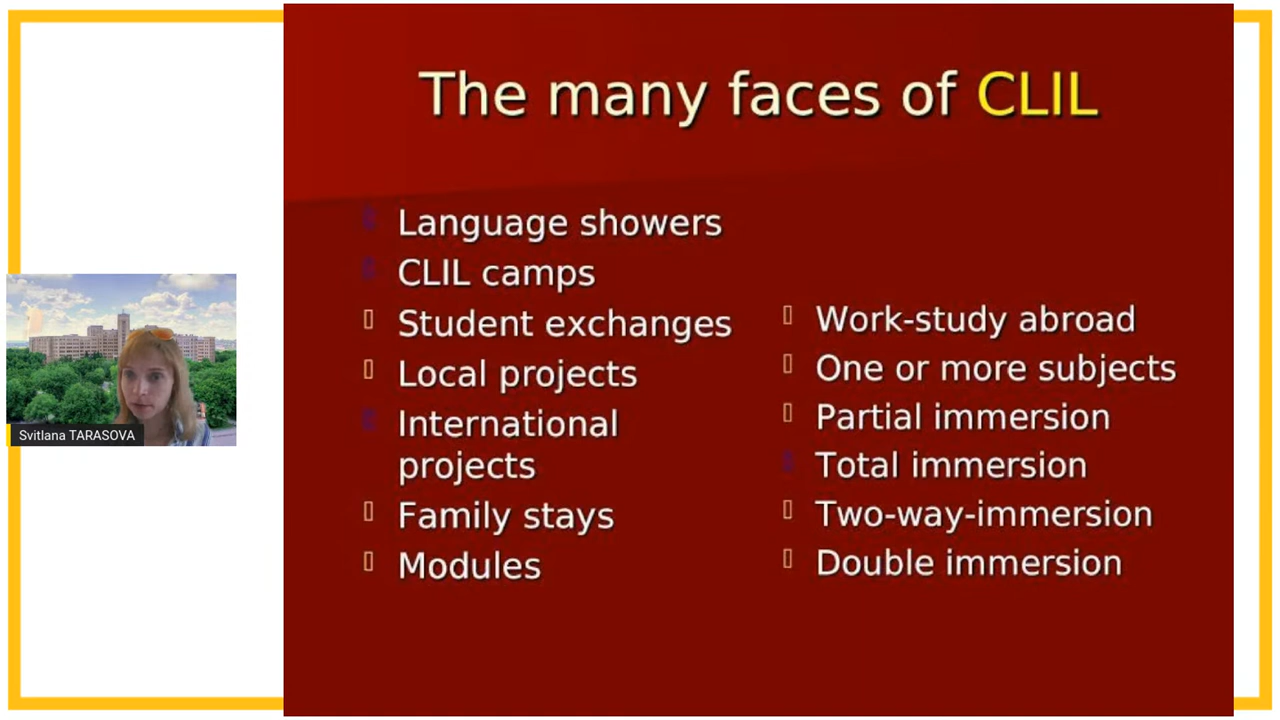 The many faces of CLIL
Language showers
CLIL camps
Student exchanges
Local projects
International
projects
Family stays
Modules
Work-study abroad
One or more subjects
Partial immersion
Total immersion
Two-way-immersion
Double immersion
Svitlana TARASOVA